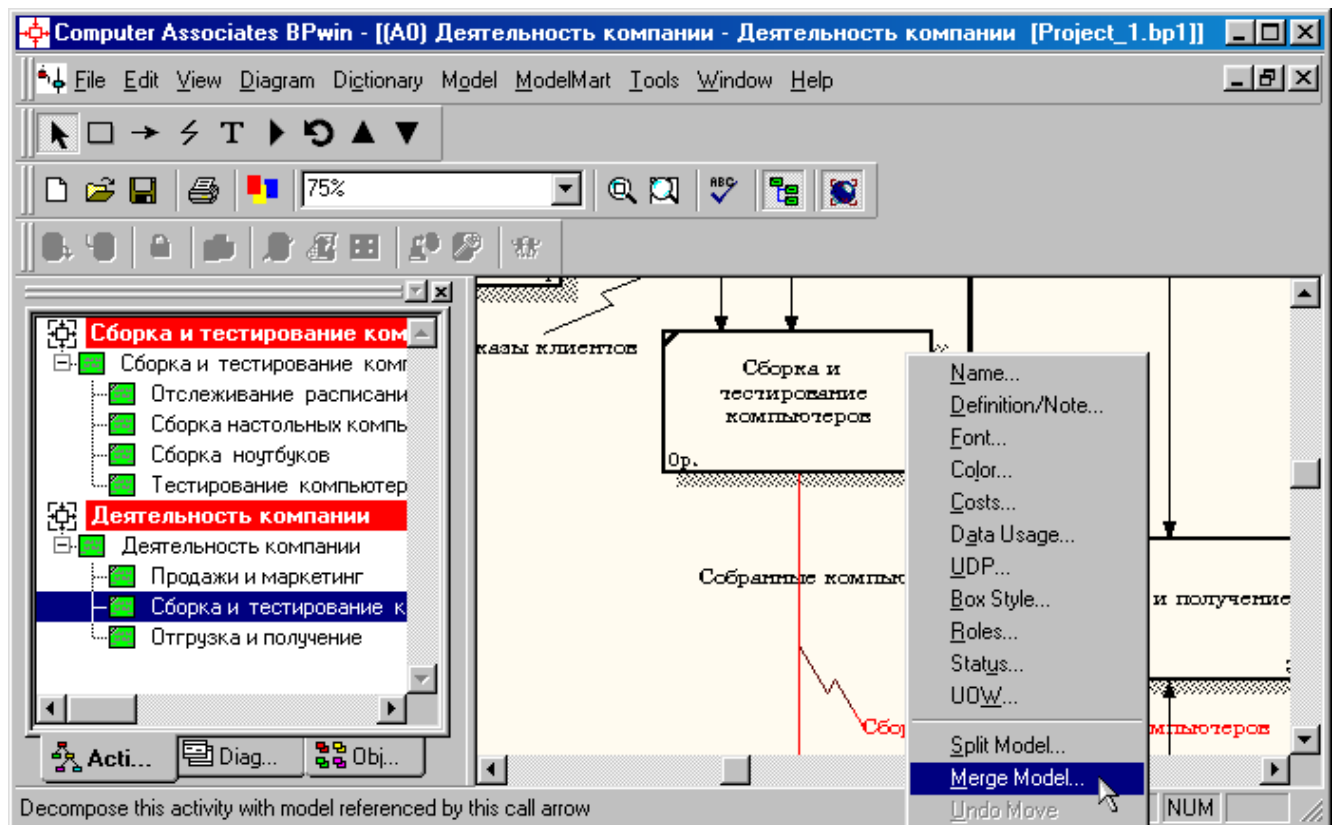 Computer Associates BPwin - [(A0) Деятельность компании - Деятельность компании [Project_1.bp1]]
File Edit View Diagram Dictionary Model ModelMart Tools Window Help
T
75%
ABC
Сборка и тестирование ком
Сборка и тестирование комп
Отслеживание расписани
Сборка настольных компь
Сборка ноутбуков
Тестирование компьютер
Деятельность компании
Деятельность компании
Продажи и маркетинг
Сборка и тестирование к
Отгрузка и получение
Acti...
Diag...
Obj...
казы клиентов
Сборка и
тестирование
компьютеров
0р.
Собранные компью
и получение
Сбор
мпьютеров
Name...
Definition/Note...
Font...
Color...
Costs...
Data Usage...
UDP...
Box Style...
Roles...
Status...
UOW...
Split Model...
Merge Model...
Undo Move
Decompose this activity with model referenced by this call arrow
NUM